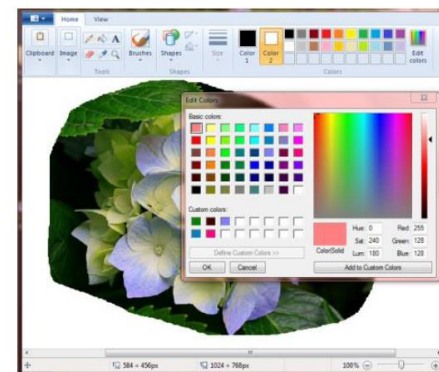 Home View
Clipboard Image Brushes Shapes Size Color 1 Color 2 Edit colors
Tools Shapes Colors
Edit Colors
Basic colors:
Custom colors:
Define Custom Colors >>
OK Cancel
Color|Solid
Hue: 0 Red: 255
Sat: 240 Green: 128
Lum: 180 Blue: 128
Add to Custom Colors
584 × 456px 1024 × 768px 100%